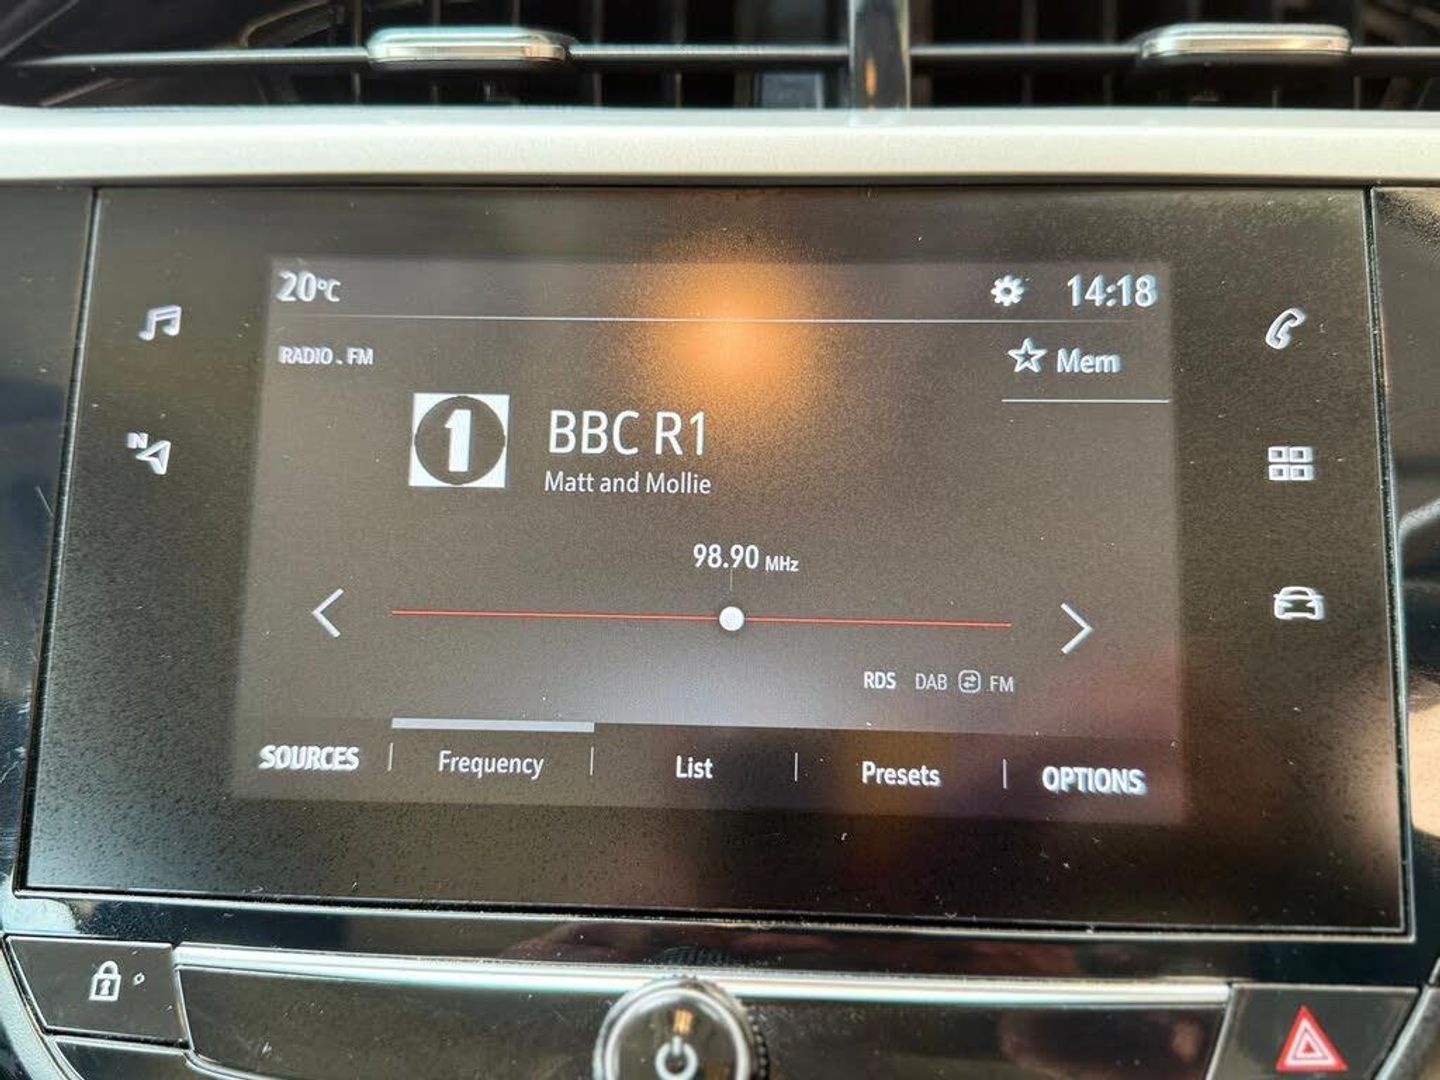 20°C
14:18
RADIO . FM
Mem
1
BBC R1
Matt and Mollie
N
98.90 MHz
RDS DAB FM
SOURCES Frequency List Presets OPTIONS